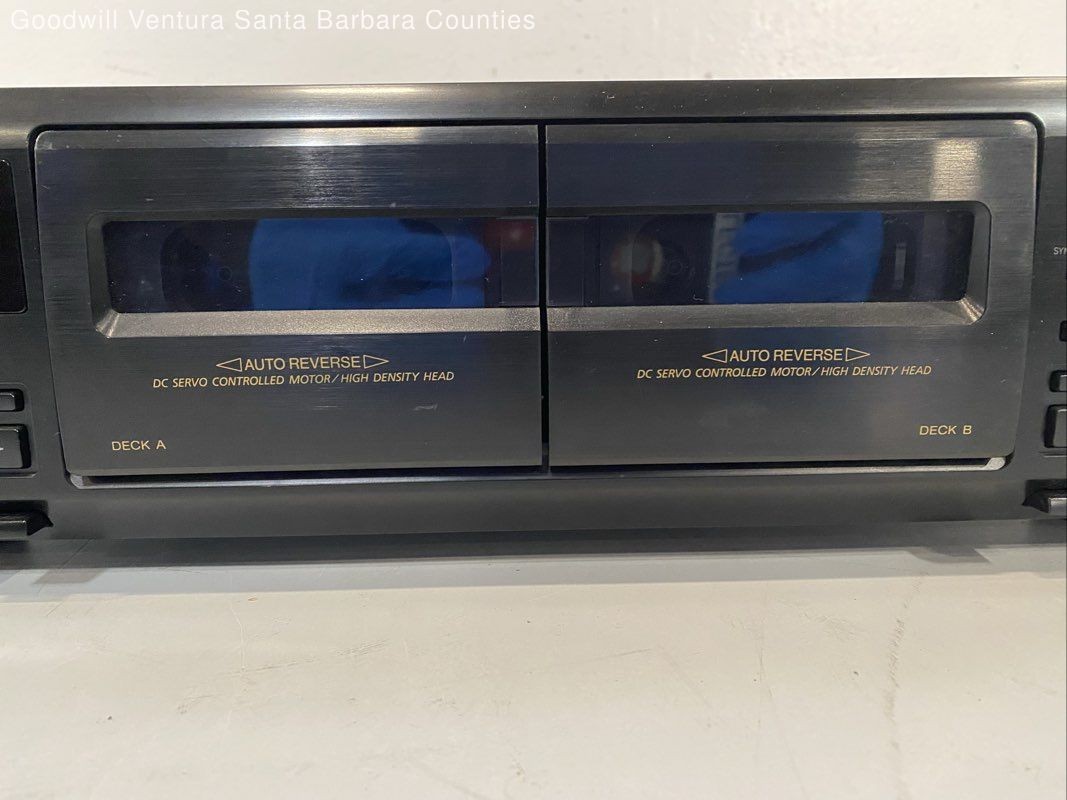 Goodwill Ventura Santa Barbara Counties
AUTO REVERSE
DC SERVO CONTROLLED MOTOR/HIGH DENSITY HEAD
DECK A
AUTO REVERSE
DC SERVO CONTROLLED MOTOR/HIGH DENSITY HEAD
DECK B